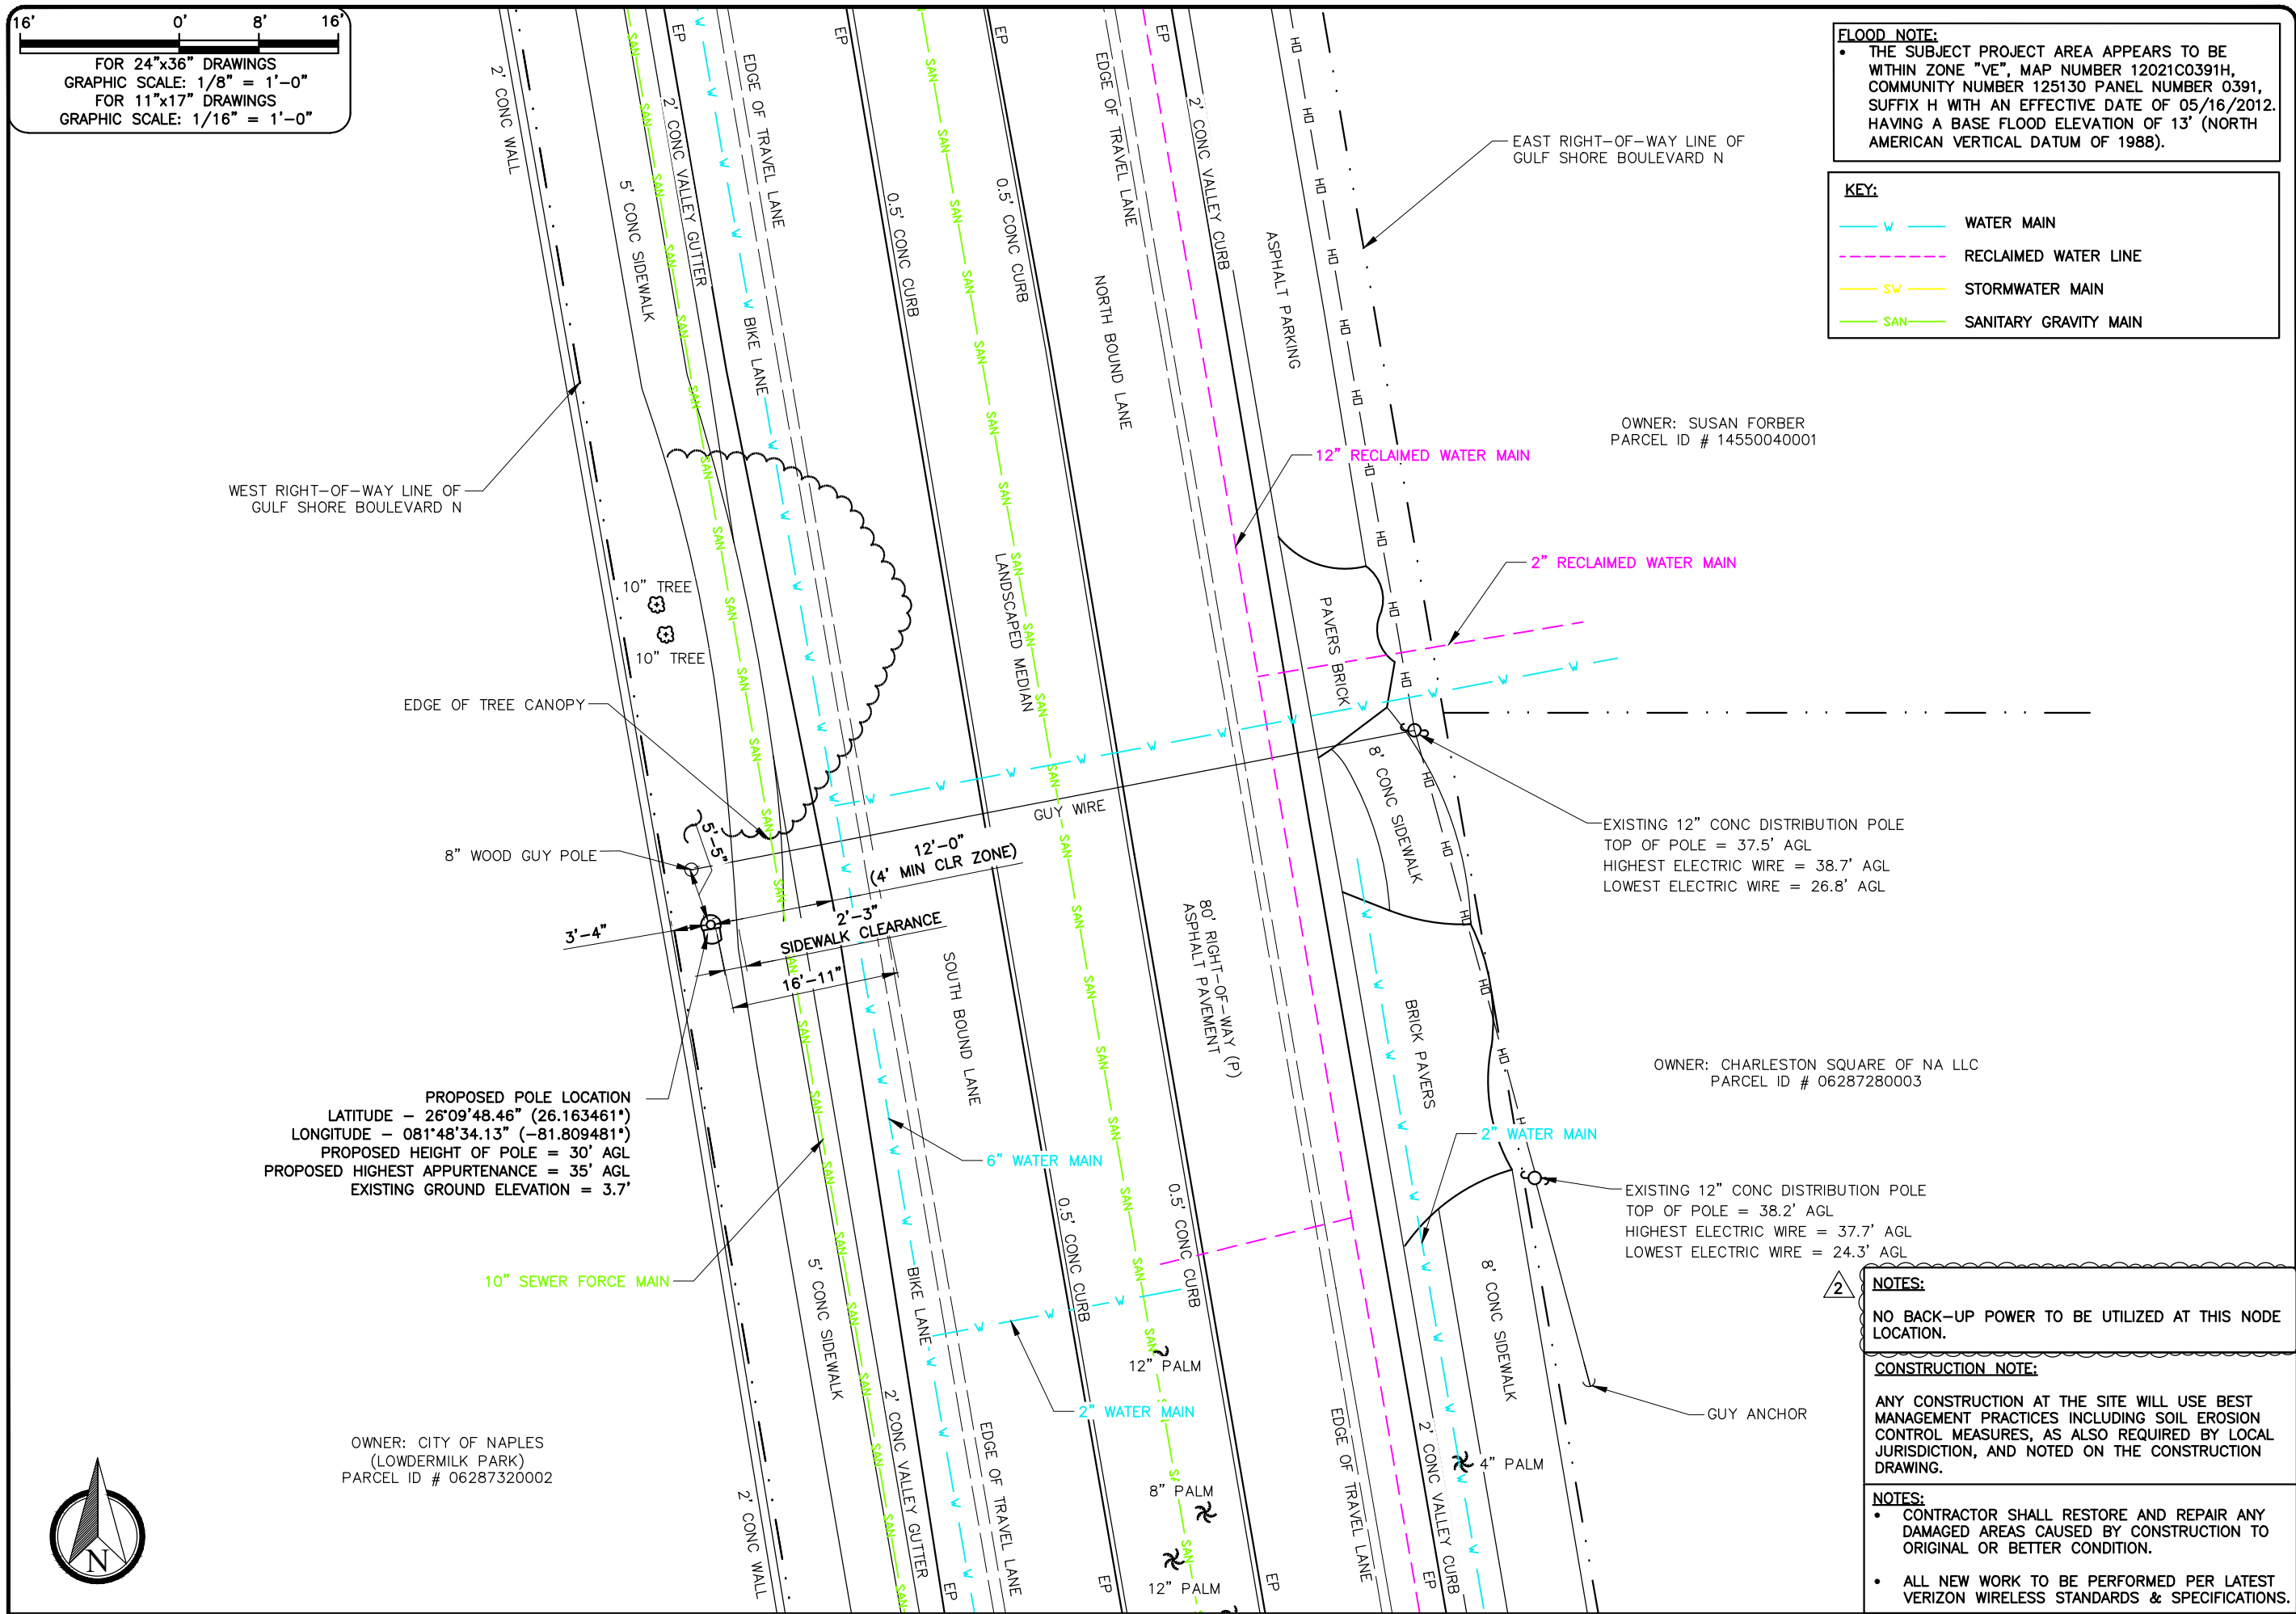 16' 0' 8' 16'
FOR 24"x36" DRAWINGS
GRAPHIC SCALE: 1/8" = 1'-0"
FOR 11"x17" DRAWINGS
GRAPHIC SCALE: 1/16" = 1'-0"
FLOOD NOTE:
• THE SUBJECT PROJECT AREA APPEARS TO BE
WITHIN ZONE "VE", MAP NUMBER 12021C0391H,
COMMUNITY NUMBER 125130 PANEL NUMBER 0391,
SUFFIX H WITH AN EFFECTIVE DATE OF 05/16/2012.
HAVING A BASE FLOOD ELEVATION OF 13' (NORTH
AMERICAN VERTICAL DATUM OF 1988).
KEY:
W WATER MAIN
RECLAIMED WATER LINE
SW STORMWATER MAIN
SAN SANITARY GRAVITY MAIN
EP
EP
EP
EP
2' CONC WALL
5' CONC SIDEWALK
2' CONC VALLEY GUTTER
EDGE OF TRAVEL LANE
BIKE LANE
0.5' CONC CURB
0.5' CONC CURB
EDGE OF TRAVEL LANE
NORTH BOUND LANE
2' CONC VALLEY CURB
ASPHALT PARKING
EAST RIGHT-OF-WAY LINE OF
GULF SHORE BOULEVARD N
OWNER: SUSAN FORBER
PARCEL ID # 14550040001
12" RECLAIMED WATER MAIN
2" RECLAIMED WATER MAIN
WEST RIGHT-OF-WAY LINE OF
GULF SHORE BOULEVARD N
10" TREE
10" TREE
LANDSCAPED MEDIAN
PAVERS BRICK
EDGE OF TREE CANOPY
8" WOOD GUY POLE
5'-5"
GUY WIRE
12'-0"
(4' MIN CLR ZONE)
2'-3"
SIDEWALK CLEARANCE
3'-4"
16'-11"
8' CONC SIDEWALK
EXISTING 12" CONC DISTRIBUTION POLE
TOP OF POLE = 37.5' AGL
HIGHEST ELECTRIC WIRE = 38.7' AGL
LOWEST ELECTRIC WIRE = 26.8' AGL
SOUTH BOUND LANE
80' RIGHT-OF-WAY (P)
ASPHALT PAVEMENT
BRICK PAVERS
OWNER: CHARLESTON SQUARE OF NA LLC
PARCEL ID # 06287280003
PROPOSED POLE LOCATION
LATITUDE - 26°09'48.46" (26.163461°)
LONGITUDE - 081°48'34.13" (-81.809481°)
PROPOSED HEIGHT OF POLE = 30' AGL
PROPOSED HIGHEST APPURTENANCE = 35' AGL
EXISTING GROUND ELEVATION = 3.7'
6" WATER MAIN
2" WATER MAIN
EXISTING 12" CONC DISTRIBUTION POLE
TOP OF POLE = 38.2' AGL
HIGHEST ELECTRIC WIRE = 37.7' AGL
LOWEST ELECTRIC WIRE = 24.3' AGL
10" SEWER FORCE MAIN
5' CONC SIDEWALK
BIKE LANE
0.5' CONC CURB
0.5' CONC CURB
8' CONC SIDEWALK
12" PALM
2" WATER MAIN
GUY ANCHOR
4" PALM
8" PALM
12" PALM
OWNER: CITY OF NAPLES
(LOWDERMILK PARK)
PARCEL ID # 06287320002
2' CONC WALL
2' CONC VALLEY GUTTER
EDGE OF TRAVEL LANE
EDGE OF TRAVEL LANE
2' CONC VALLEY CURB
EP
EP
EP
EP
N
2
NOTES:
NO BACK-UP POWER TO BE UTILIZED AT THIS NODE
LOCATION.
CONSTRUCTION NOTE:
ANY CONSTRUCTION AT THE SITE WILL USE BEST
MANAGEMENT PRACTICES INCLUDING SOIL EROSION
CONTROL MEASURES, AS ALSO REQUIRED BY LOCAL
JURISDICTION, AND NOTED ON THE CONSTRUCTION
DRAWING.
NOTES:
• CONTRACTOR SHALL RESTORE AND REPAIR ANY
DAMAGED AREAS CAUSED BY CONSTRUCTION TO
ORIGINAL OR BETTER CONDITION.
• ALL NEW WORK TO BE PERFORMED PER LATEST
VERIZON WIRELESS STANDARDS & SPECIFICATIONS.